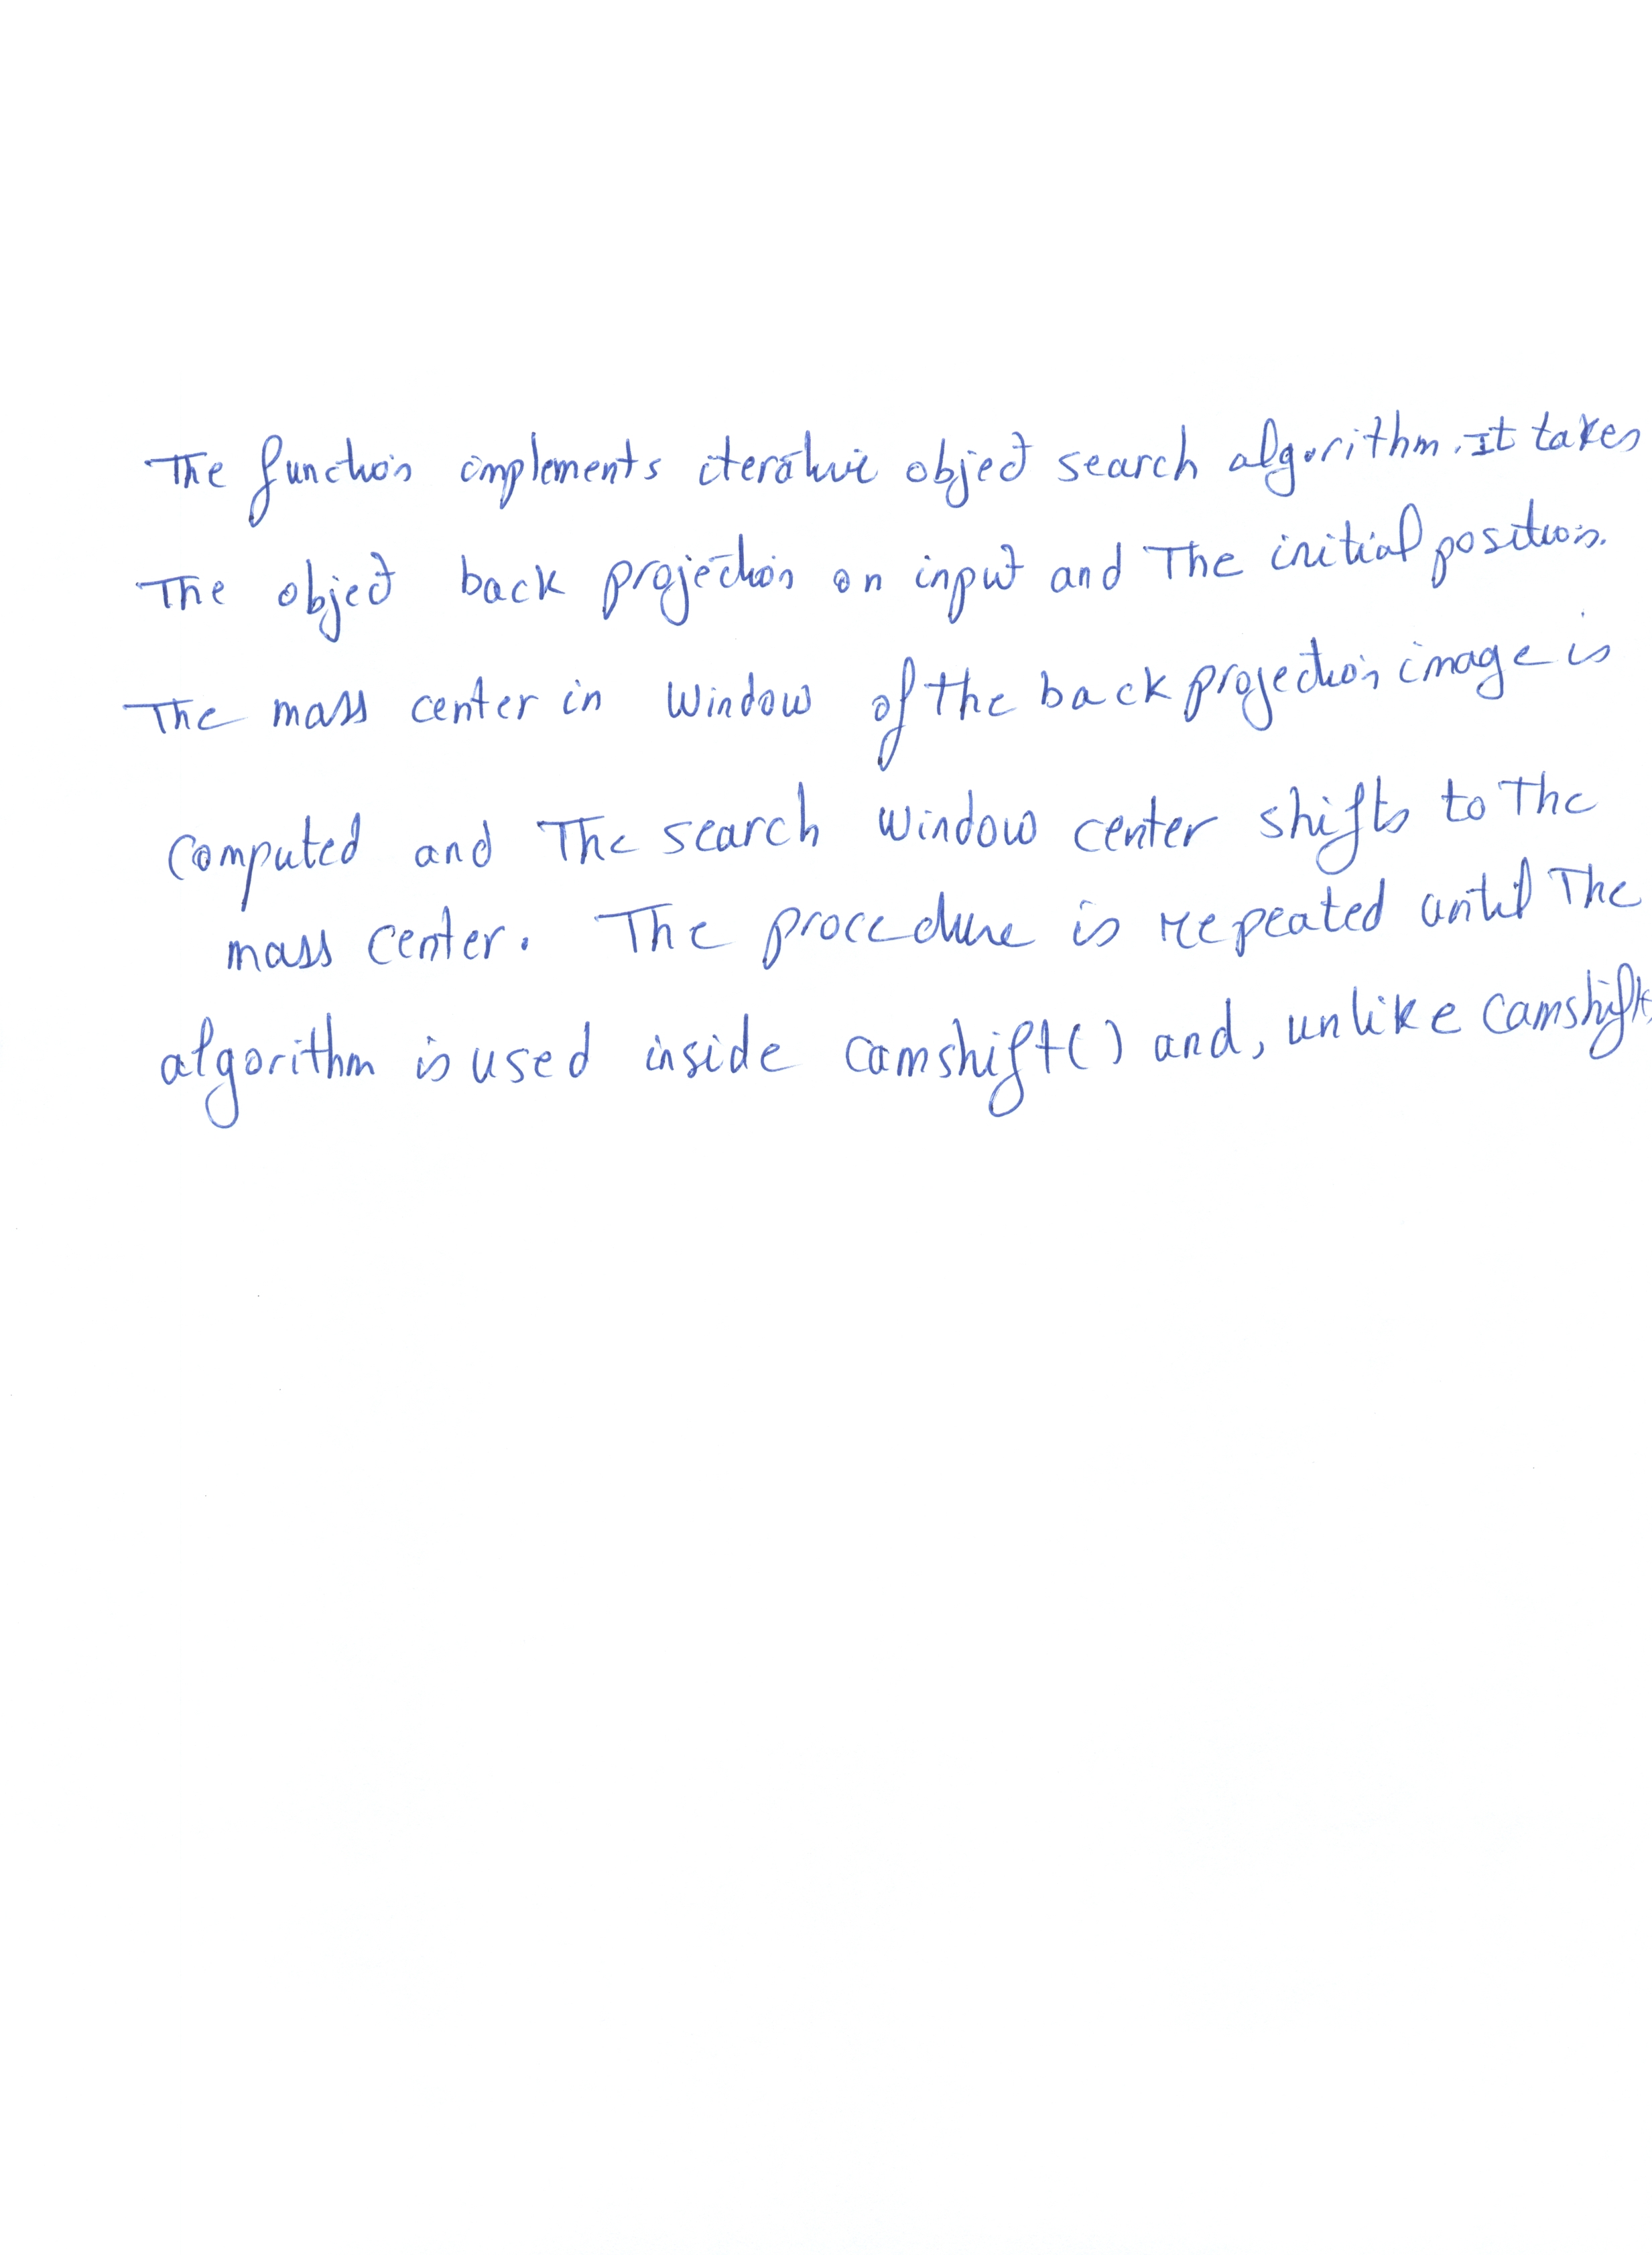 The function implements iterative object search algorithm. It takes
The object back projection on input and The initial position.
The mass center in window of the back projection image is
computed and The search window center shifts to The
mass center. The procedure is repeated until The
algorithm is used inside camshift() and, unlike camshift